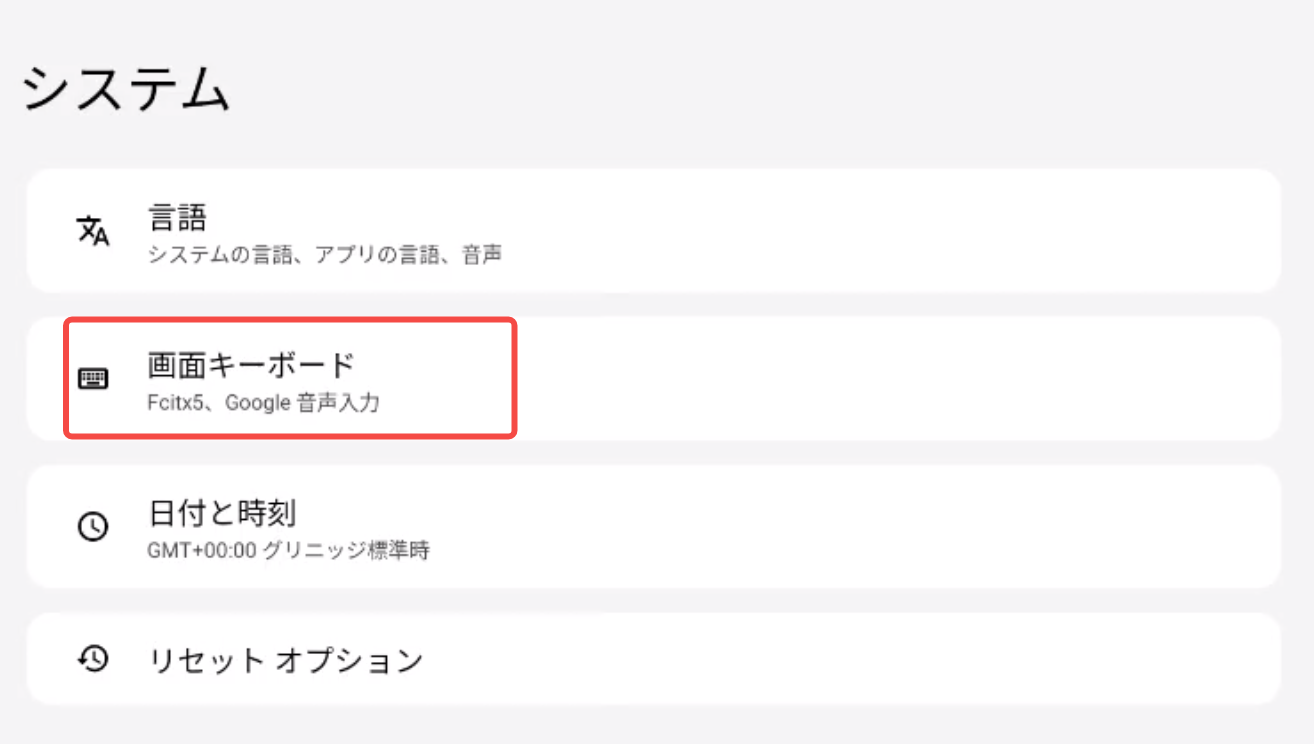 システム
言語
システムの言語、アプリの言語、音声
画面キーボード
Fcitx5、Google 音声入力
日付と時刻
GMT+00:00 グリニッジ標準時
リセット オプション